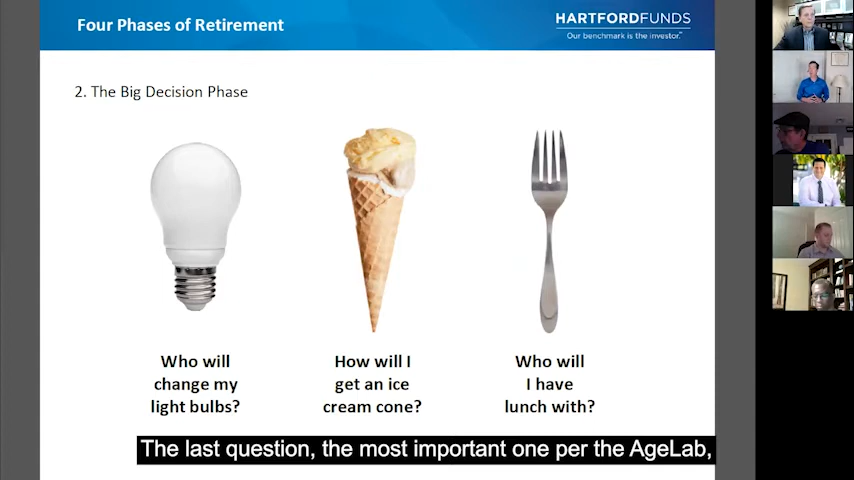 Four Phases of Retirement
HARTFORDFUNDS
Our benchmark is the investor.™
2. The Big Decision Phase
Who will
change my
light bulbs?
How will I
get an ice
cream cone?
Who will
I have
lunch with?
The last question, the most important one per the AgeLab,